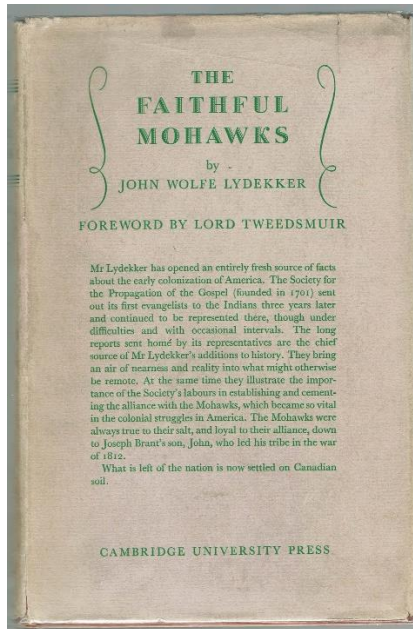 THE
FAITHFUL
MOHAWKS
by
JOHN WOLFE LYDEKKER
FOREWORD BY LORD TWEEDSMUIR
Mr Lydekker has opened an entirely fresh source of facts
about the early colonization of America. The Society for
the Propagation of the Gospel (founded in 1701) sent
out its first evangelists to the Indians three years later
and continued to be represented there, though under
difficulties and with occasional intervals. The long
reports sent home by its representatives are the chief
source of Mr Lydekker's additions to history. They bring
an air of nearness and reality into what might otherwise
be remote. At the same time they illustrate the impor-
tance of the Society's labours in establishing and cement-
ing the alliance with the Mohawks, which became so vital
in the colonial struggles in America. The Mohawks were
always true to their salt, and loyal to their alliance, down
to Joseph Brant's son, John, who led his tribe in the war
of 1812.
What is left of the nation is now settled on Canadian
soil.
CAMBRIDGE UNIVERSITY PRESS